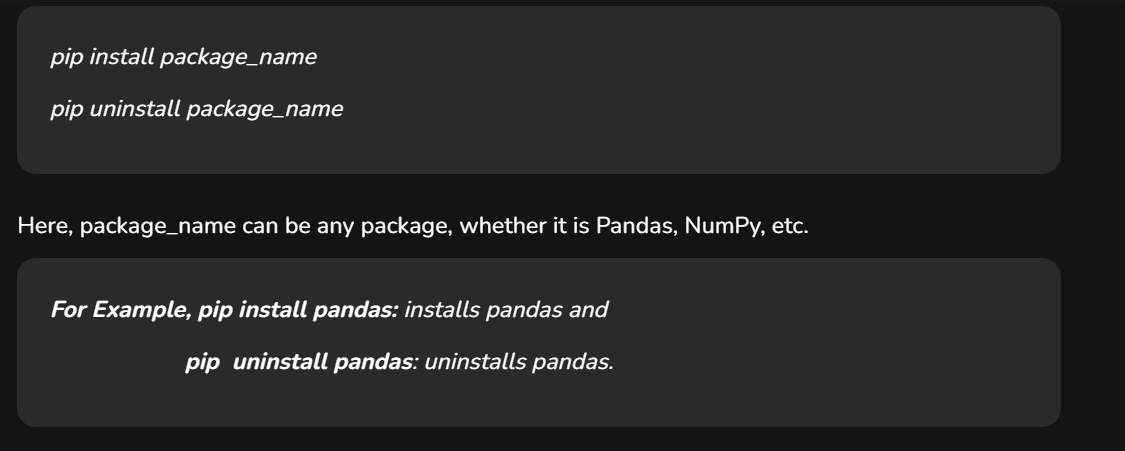 pip install package_name
pip uninstall package_name
Here, package_name can be any package, whether it is Pandas, NumPy, etc.
For Example, pip install pandas: installs pandas and
pip  uninstall pandas: uninstalls pandas.